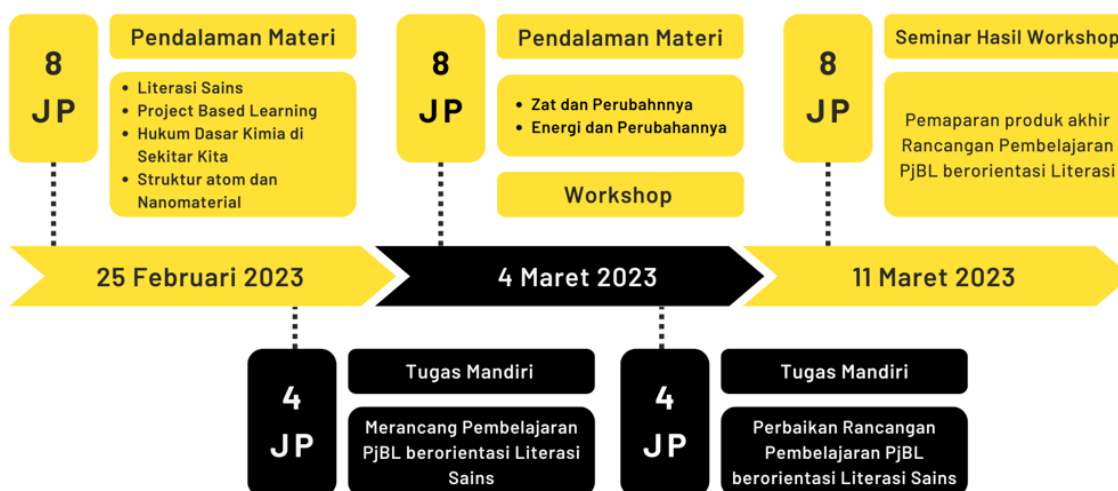 8
JP
Pendalaman Materi
• Literasi Sains
• Project Based Learning
• Hukum Dasar Kimia di
Sekitar Kita
• Struktur atom dan
Nanomaterial
8
JP
Pendalaman Materi
• Zat dan Perubahnnya
• Energi dan Perubahannya
Workshop
8
JP
Seminar Hasil Workshop
Pemaparan produk akhir
Rancangan Pembelajaran
PjBL berorientasi Literasi
25 Februari 2023
4 Maret 2023
11 Maret 2023
4
JP
Tugas Mandiri
Merancang Pembelajaran
PjBL berorientasi Literasi
Sains
4
JP
Tugas Mandiri
Perbaikan Rancangan
Pembelajaran PjBL
berorientasi Literasi Sains